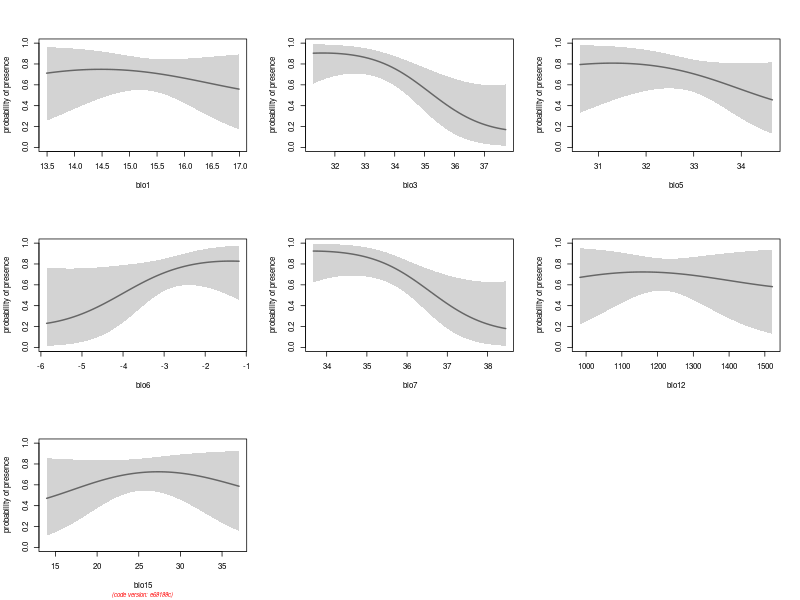 probability of presence
0.0 0.2 0.4 0.6 0.8 1.0
13.5 14.0 14.5 15.0 15.5 16.0 16.5 17.0
bio1
probability of presence
0.0 0.2 0.4 0.6 0.8 1.0
32 33 34 35 36 37
bio3
probability of presence
0.0 0.2 0.4 0.6 0.8 1.0
31 32 33 34
bio5
probability of presence
0.0 0.2 0.4 0.6 0.8 1.0
-6 -5 -4 -3 -2 -1
bio6
probability of presence
0.0 0.2 0.4 0.6 0.8 1.0
34 35 36 37 38
bio7
probability of presence
0.0 0.2 0.4 0.6 0.8 1.0
1000 1100 1200 1300 1400 1500
bio12
probability of presence
0.0 0.2 0.4 0.6 0.8 1.0
15 20 25 30 35
bio15
(code version: